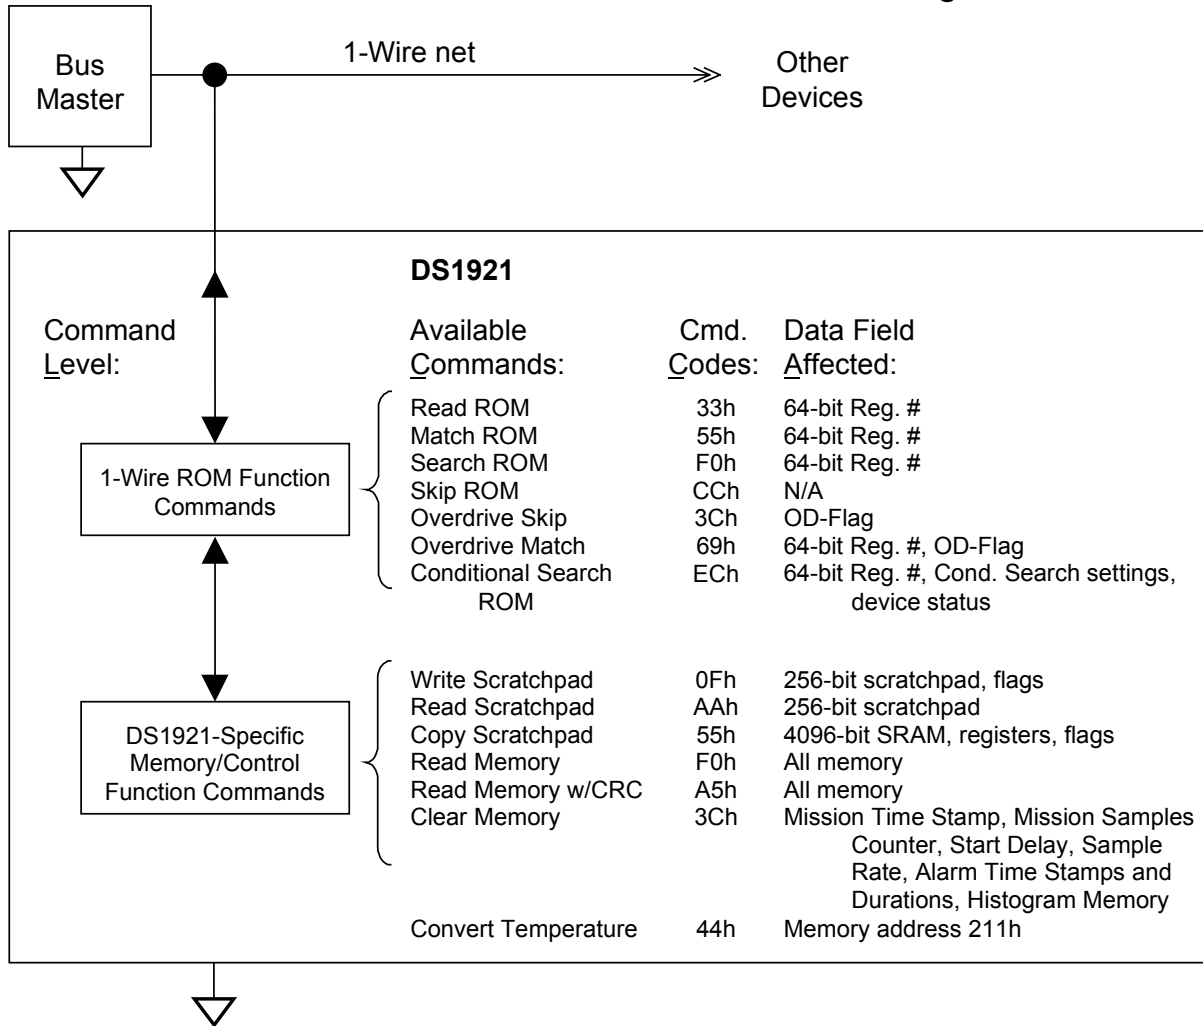 Bus
Master
1-Wire net
Other
Devices
DS1921
Command
Level:
Available
Commands:
Cmd.
Codes:
Data Field
Affected:
1-Wire ROM Function
Commands
Read ROM 33h 64-bit Reg. #
Match ROM 55h 64-bit Reg. #
Search ROM F0h 64-bit Reg. #
Skip ROM CCh N/A
Overdrive Skip 3Ch OD-Flag
Overdrive Match 69h 64-bit Reg. #, OD-Flag
Conditional Search ECh 64-bit Reg. #, Cond. Search settings,
ROM device status
DS1921-Specific
Memory/Control
Function Commands
Write Scratchpad 0Fh 256-bit scratchpad, flags
Read Scratchpad AAh 256-bit scratchpad
Copy Scratchpad 55h 4096-bit SRAM, registers, flags
Read Memory F0h All memory
Read Memory w/CRC A5h All memory
Clear Memory 3Ch Mission Time Stamp, Mission Samples
Counter, Start Delay, Sample
Rate, Alarm Time Stamps and
Durations, Histogram Memory
Convert Temperature 44h Memory address 211h